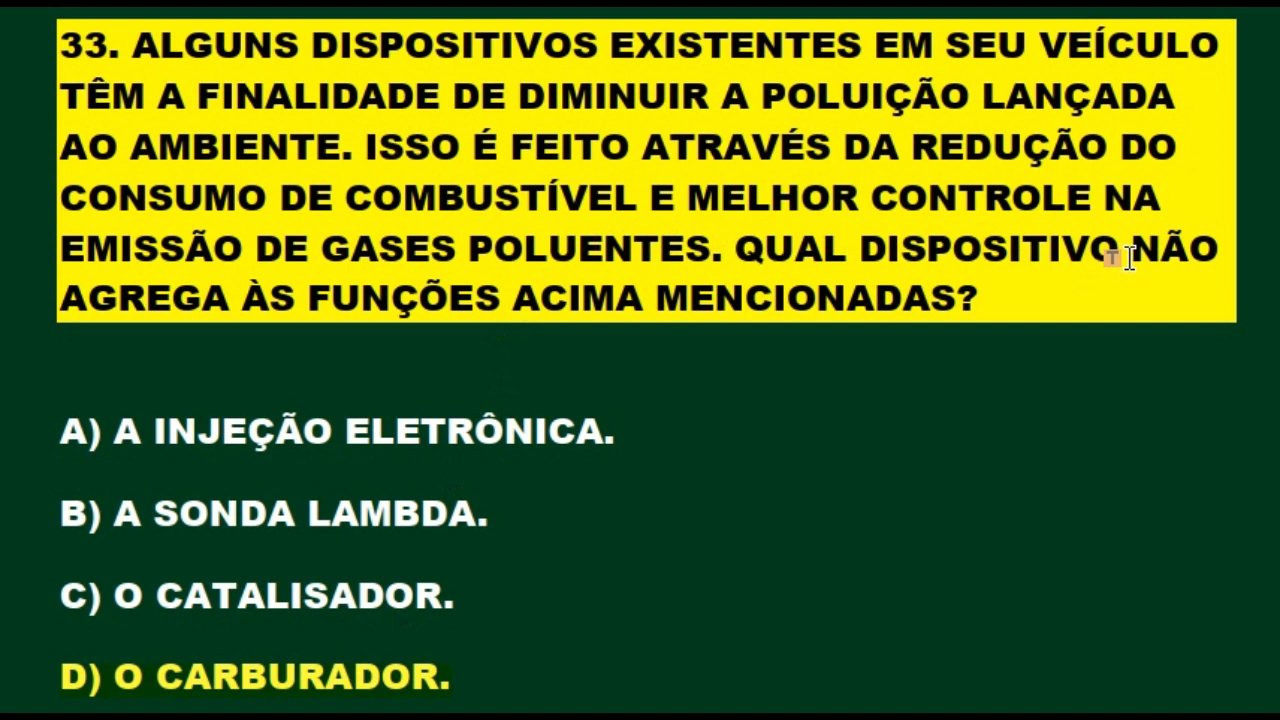 33. ALGUNS DISPOSITIVOS EXISTENTES EM SEU VEÍCULO
TÊM A FINALIDADE DE DIMINUIR A POLUIÇÃO LANÇADA
AO AMBIENTE. ISSO É FEITO ATRAVÉS DA REDUÇÃO DO
CONSUMO DE COMBUSTÍVEL E MELHOR CONTROLE NA
EMISSÃO DE GASES POLUENTES. QUAL DISPOSITIVO NÃO
AGREGA ÀS FUNÇÕES ACIMA MENCIONADAS?
A) A INJEÇÃO ELETRÔNICA.
B) A SONDA LAMBDA.
C) O CATALISADOR.
D) O CARBURADOR.